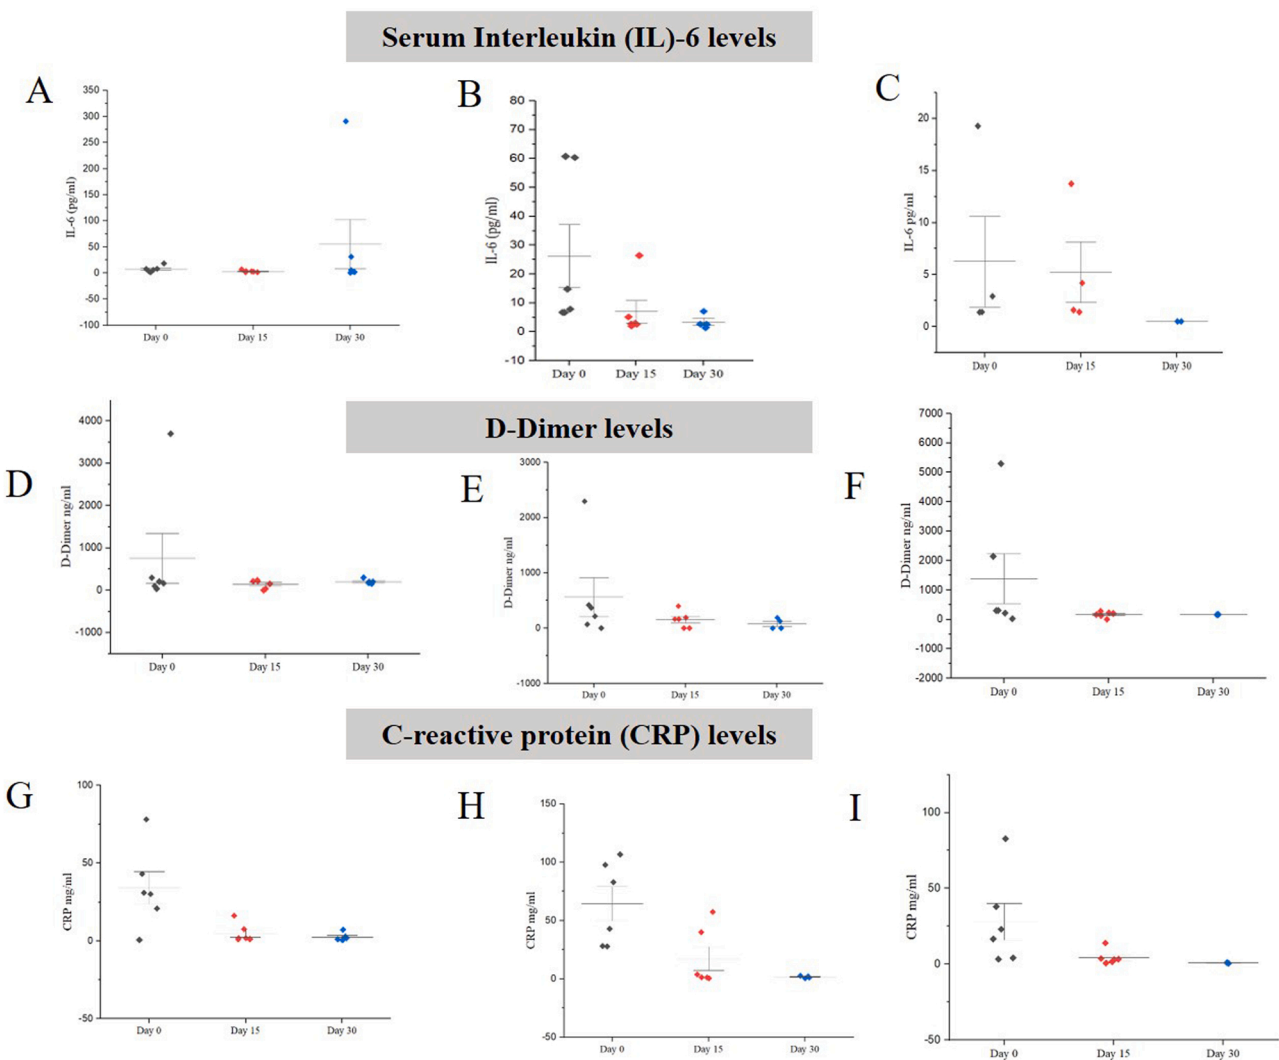 Serum Interleukin (IL)-6 levels
A
IL-6 (pg/ml)
350
300
250
200
150
100
50
0
-50
-100
Day 0
Day 15
Day 30
B
IL-6 (pg/ml)
80
70
60
50
40
30
20
10
0
-10
Day 0
Day 15
Day 30
C
IL-6 pg/ml
20
15
10
5
0
Day 0
Day 15
Day 30
D-Dimer levels
D
D-Dimer ng/ml
4000
3000
2000
1000
0
-1000
Day 0
Day 15
Day 30
E
D-Dimer ng/ml
3000
2000
1000
0
-1000
Day 0
Day 15
Day 30
F
D-Dimer ng/ml
7000
6000
5000
4000
3000
2000
1000
0
-1000
-2000
Day 0
Day 15
Day 30
C-reactive protein (CRP) levels
G
CRP mg/ml
100
50
0
-50
Day 0
Day 15
Day 30
H
CRP mg/ml
150
100
50
0
-50
Day 0
Day 15
Day 30
I
CRP mg/ml
100
50
0
-50
Day 0
Day 15
Day 30